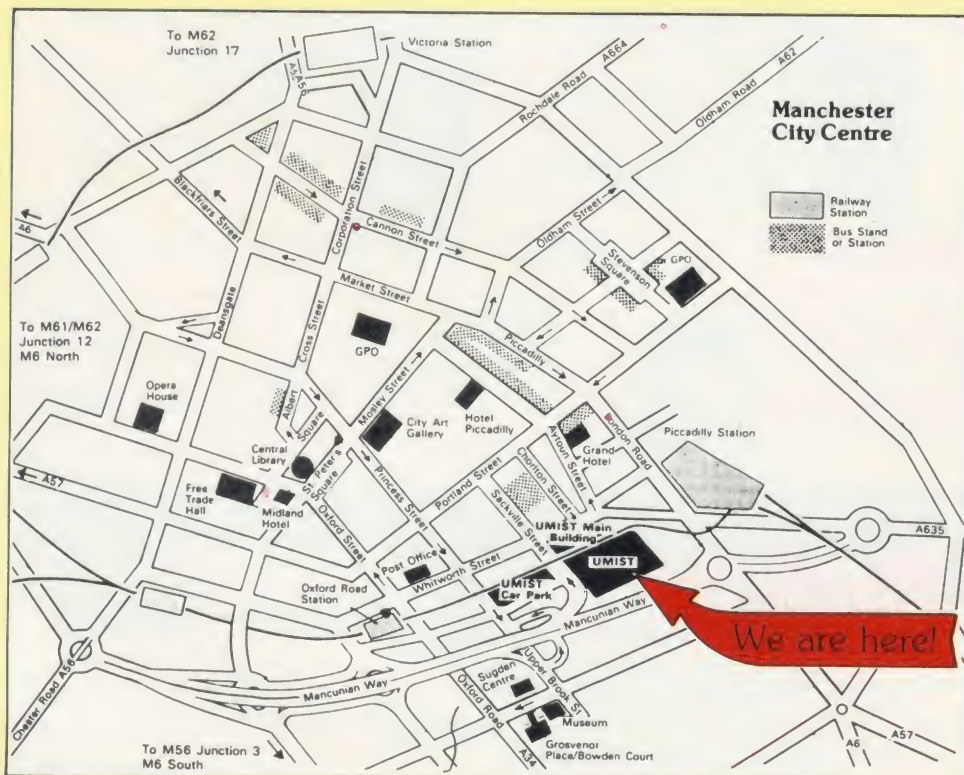 To M62
Junction 17
Victoria Station
A56
A664
Rochdale Road
A62
Oldham Road
Manchester
City Centre
Railway
Station
Bus Stand
or Station
A6
Blackfriars Street
Corporation Street
Cannon Street
Oldham Street
Stevenson
Square
GPO
Market Street
Deansgate
Cross Street
GPO
Piccadilly
To M61/M62
Junction 12
M6 North
Opera
House
Albert
Square
Mosley Street
City Art
Gallery
Hotel
Piccadilly
Aytoun Street
Grand
Hotel
London Road
Piccadilly Station
Central
Library
St. Peter's
Square
A57
Free
Trade
Hall
Midland
Hotel
Princess Street
Portland Street
Chorlton Street
Sackville Street
Oxford Street
UMIST Main
Building
UMIST
A635
Post Office
Whitworth Street
Oxford Road
Station
UMIST
Car Park
Mancunian Way
We are here!
Chester Road A56
Mancunian Way
Sugden
Centre
Upper Brook St
Oxford Road
Museum
Grosvenor
Place/Bowden Court
A34
To M56 Junction 3
M6 South
A6
A57